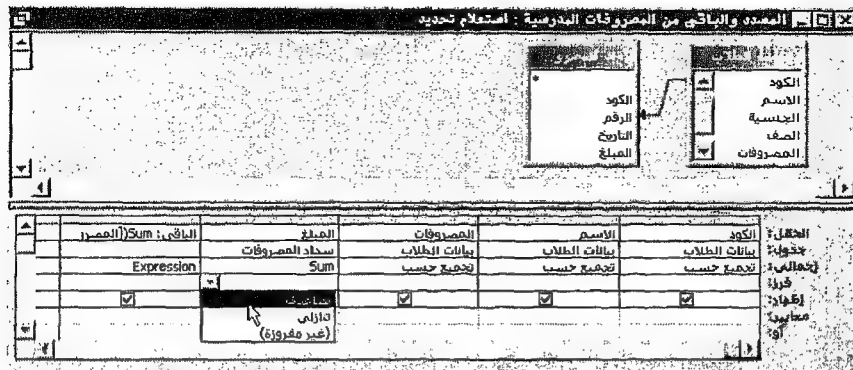 المسدد والباقي من المصروفات المدرسية : استعلام تحديد
الكود
الاسم
الجنسية
الصف
المصروفات
*
الكود
الرقم
التاريخ
المبلغ
الحقل: الكود الاسم المصروفات المبلغ الباقي: Sum([المصر
جدول: بيانات الطلاب بيانات الطلاب بيانات الطلاب سداد المصروفات
إجمالي: تجميع حسب تجميع حسب تجميع حسب Sum Expression
فرز:
إظهار: تصاعدي
معايير: تنازلي
أو: (غير مفروزة)